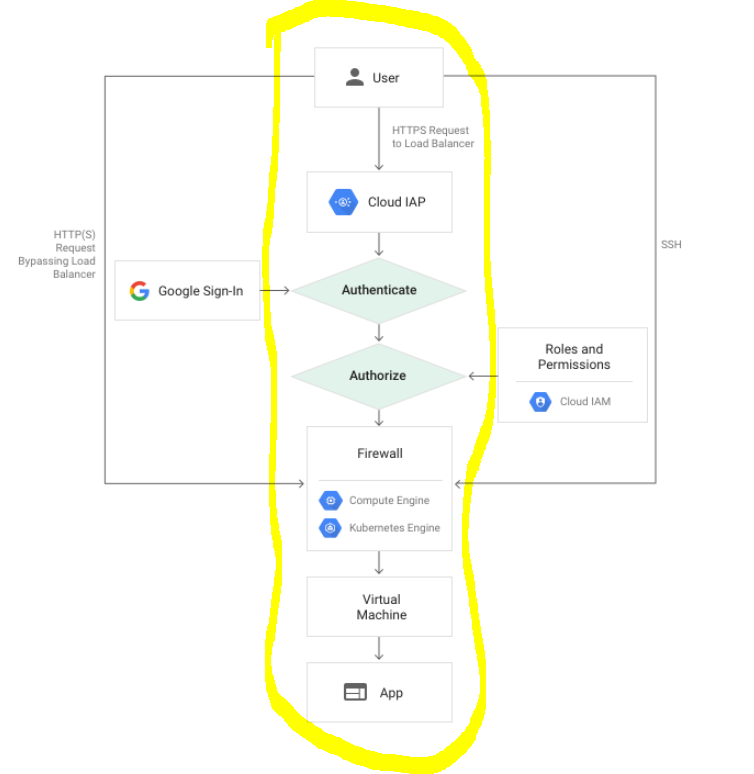 User
HTTPS Request
to Load Balancer
Cloud IAP
HTTP(S)
Request
Bypassing Load
Balancer
SSH
Google Sign-In
Authenticate
Roles and
Permissions
Cloud IAM
Authorize
Firewall
Compute Engine
Kubernetes Engine
Virtual
Machine
App